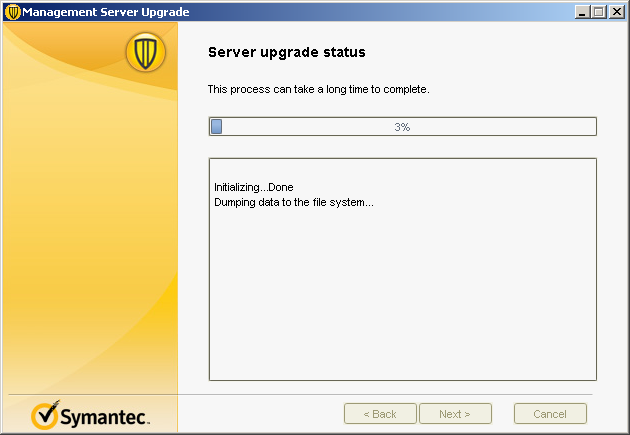 Management Server Upgrade
Server upgrade status
This process can take a long time to complete.
3%
Initializing...Done
Dumping data to the file system...
Symantec.
< Back
Next >
Cancel